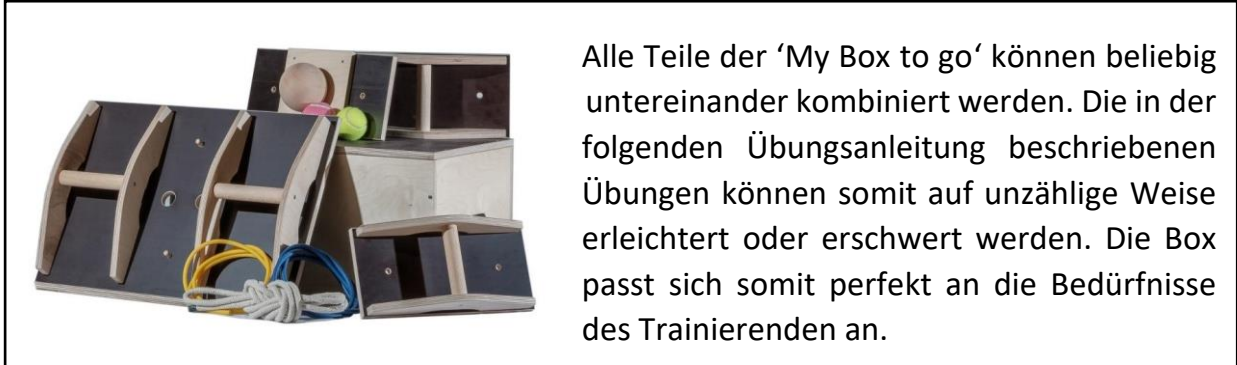 Alle Teile der ‘My Box to go‘ können beliebig
untereinander kombiniert werden. Die in der
folgenden Übungsanleitung beschriebenen
Übungen können somit auf unzählige Weise
erleichtert oder erschwert werden. Die Box
passt sich somit perfekt an die Bedürfnisse
des Trainierenden an.